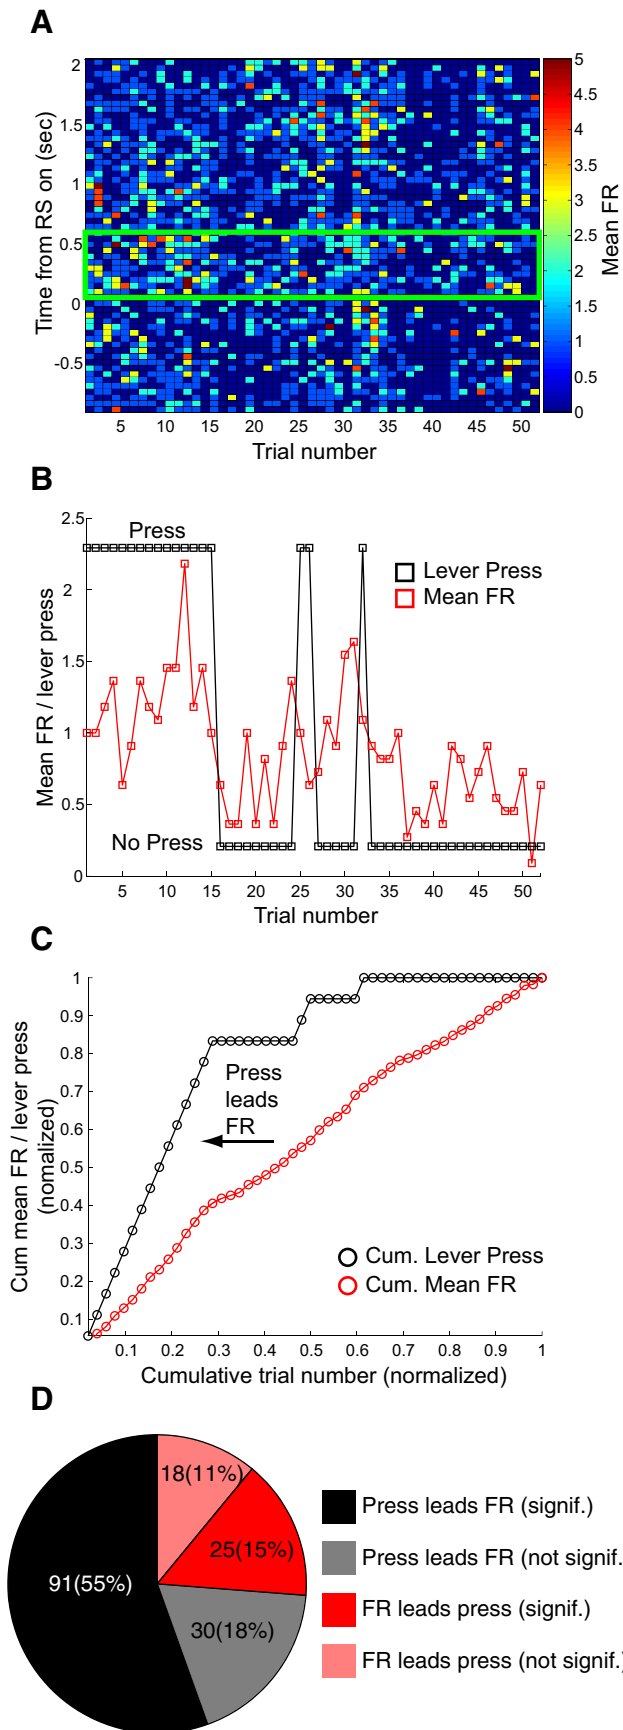 A
2
1.5
1
0.5
0
-0.5
Time from RS on (sec)
5 10 15 20 25 30 35 40 45 50
Trial number
5
4.5
4
3.5
3
2.5
2
1.5
1
0.5
0
Mean FR
B
2.5
2
1.5
1
0.5
0
Mean FR / lever press
Press
Lever Press
Mean FR
No Press
5 10 15 20 25 30 35 40 45 50
Trial number
C
1
0.9
0.8
0.7
0.6
0.5
0.4
0.3
0.2
0.1
Cum mean FR / lever press
(nomalized)
Press
leads
FR
Cum. Lever Press
Cum. Mean FR
0.1 0.2 0.3 0.4 0.5 0.6 0.7 0.8 0.9 1
Cumulative trial number (normalized)
D
18(11%)
25(15%)
91(55%)
30(18%)
Press leads FR (signif.)
Press leads FR (not signif.
FR leads press (signif.)
FR leads press (not signif.)